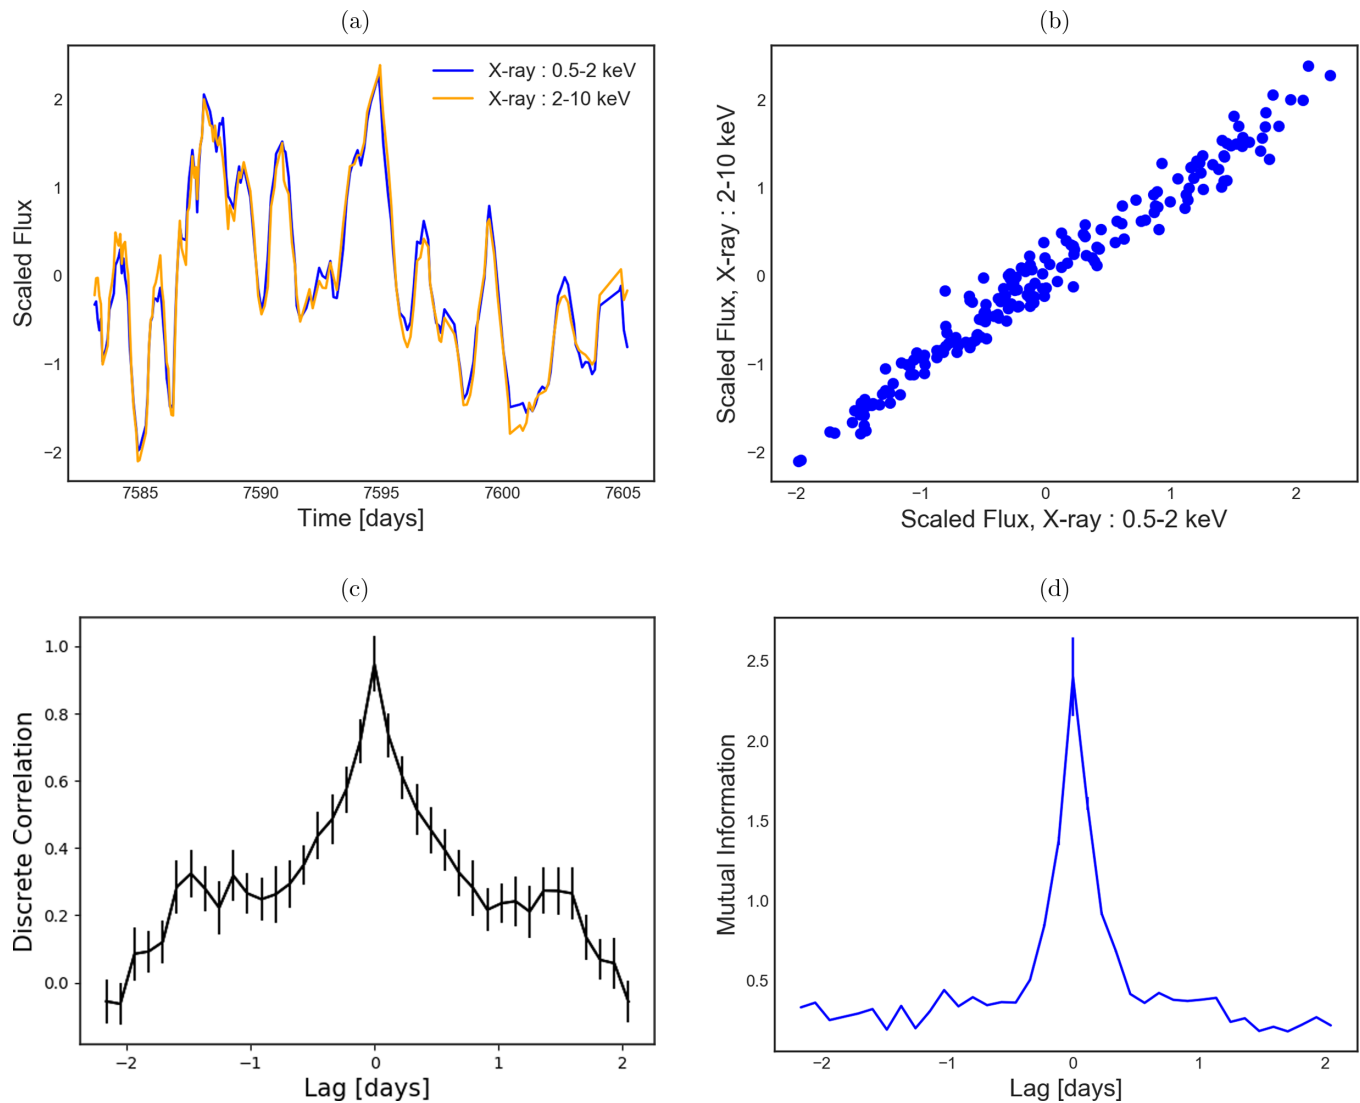 (a)
X-ray : 0.5-2 keV
X-ray : 2-10 keV
Scaled Flux
2
1
0
−1
−2
7585 7590 7595 7600 7605
Time [days]
(b)
Scaled Flux, X-ray : 2-10 keV
2
1
0
−1
−2
−2 −1 0 1 2
Scaled Flux, X-ray : 0.5-2 keV
(c)
Discrete Correlation
1.0
0.8
0.6
0.4
0.2
0.0
−2 −1 0 1 2
Lag [days]
(d)
Mutual Information
2.5
2.0
1.5
1.0
0.5
−2 −1 0 1 2
Lag [days]